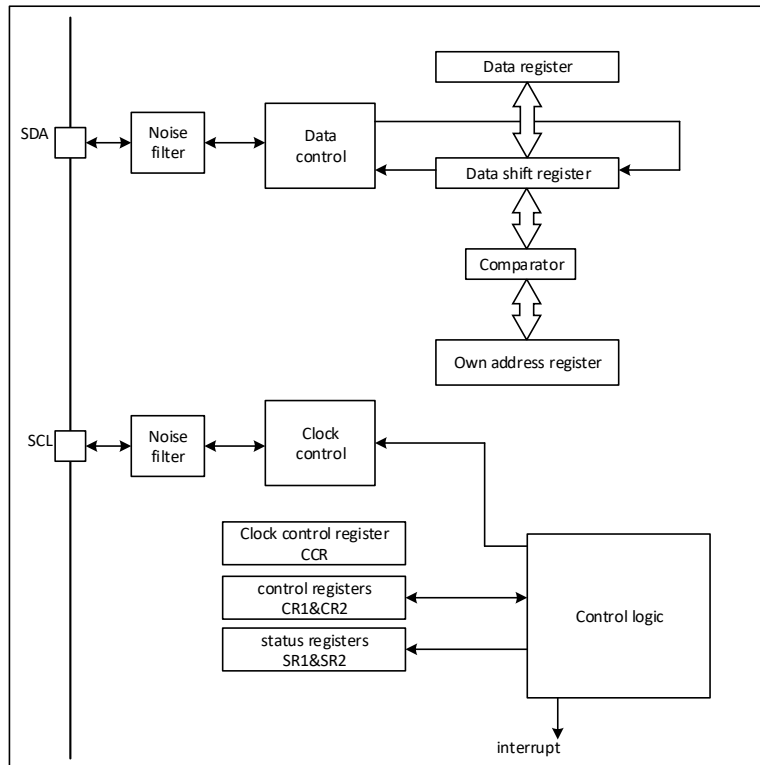 Data register
SDA
Noise
filter
Data
control
Data shift register
Comparator
Own address register
SCL
Noise
filter
Clock
control
Clock control register
CCR
control registers
CR1&CR2
status registers
SR1&SR2
Control logic
interrupt